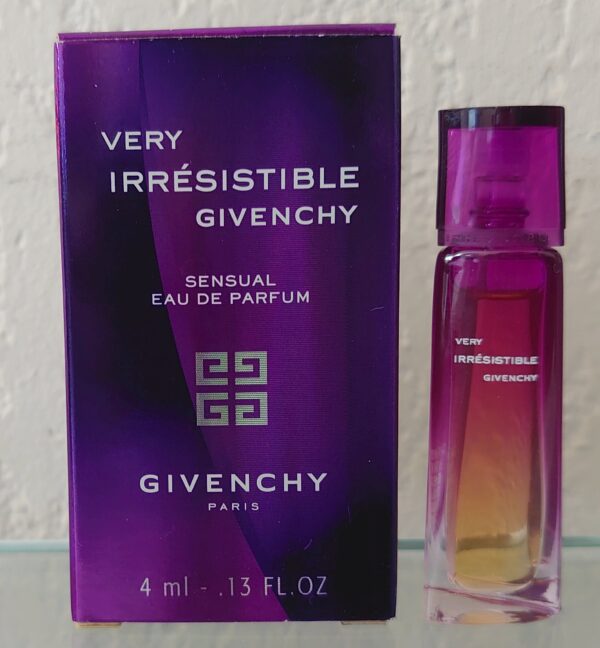 VERY
IRRÉSISTIBLE
GIVENCHY
SENSUAL
EAU DE PARFUM
GIVENCHY
PARIS
4 ml - .13 FL.OZ
VERY
IRRÉSISTIBLE
GIVENCHY